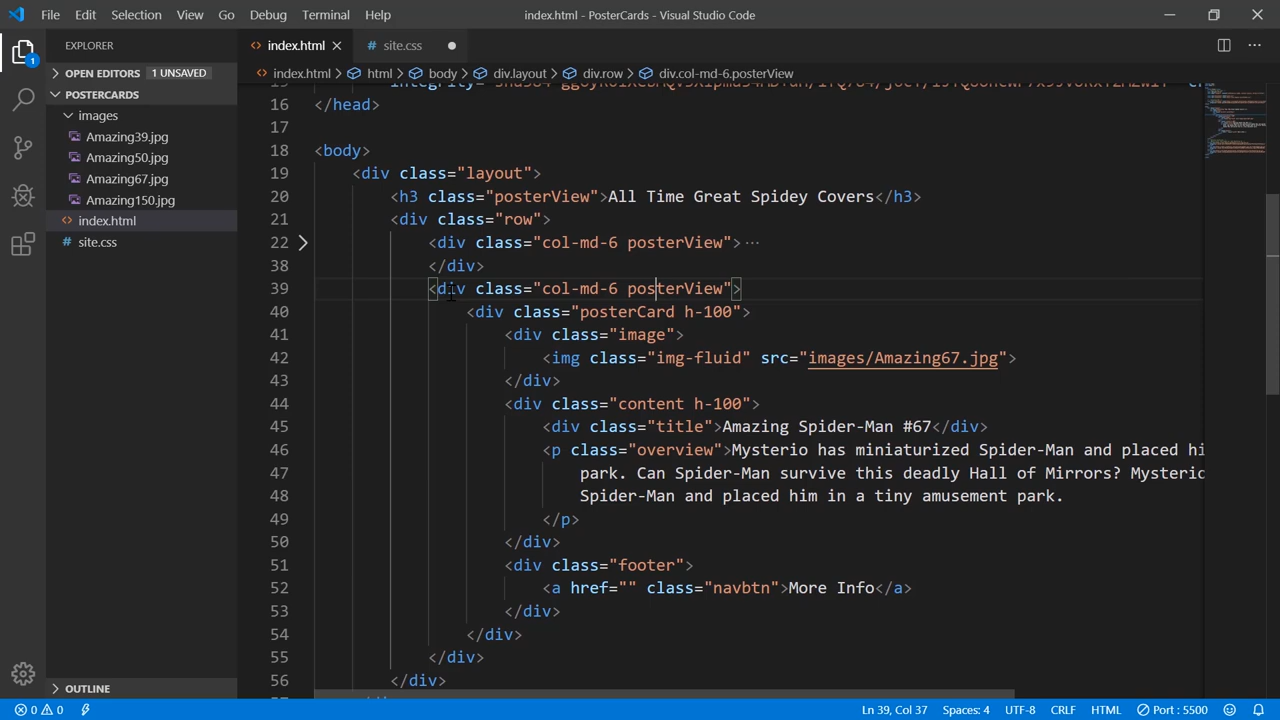 File Edit Selection View Go Debug Terminal Help
index.html - PosterCards - Visual Studio Code
EXPLORER
index.html
site.css
OPEN EDITORS 1 UNSAVED
1
POSTERCARDS
images
Amazing39.jpg
Amazing50.jpg
Amazing67.jpg
Amazing150.jpg
index.html
site.css
OUTLINE
index.html > html > body > div.layout > div.row > div.col-md-6.posterView
16 </head>
17
18 <body>
19 <div class="layout">
20 <h3 class="posterView">All Time Great Spidey Covers</h3>
21 <div class="row">
22 <div class="col-md-6 posterView"> ...
38 </div>
39 <div class="col-md-6 posterView">
40 <div class="posterCard h-100">
41 <div class="image">
42 <img class="img-fluid" src="images/Amazing67.jpg">
43 </div>
44 <div class="content h-100">
45 <div class="title">Amazing Spider-Man #67</div>
46 <p class="overview">Mysterio has miniaturized Spider-Man and placed hi
47 park. Can Spider-Man survive this deadly Hall of Mirrors? Mysterio
48 Spider-Man and placed him in a tiny amusement park.
49 </p>
50 </div>
51 <div class="footer">
52 <a href="" class="navbtn">More Info</a>
53 </div>
54 </div>
55 </div>
56 </div>
0 0
Ln 39, Col 37 Spaces: 4 UTF-8 CRLF HTML Port : 5500